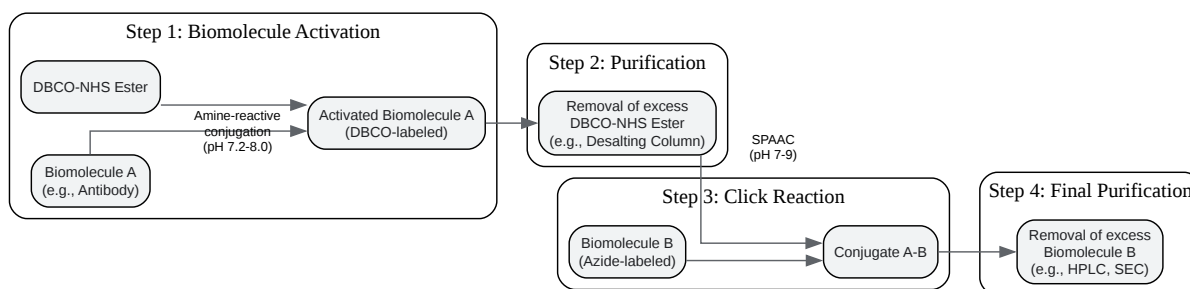 Step 1: Biomolecule Activation
DBCO-NHS Ester
Amine-reactive
conjugation
(pH 7.2-8.0)
Biomolecule A
(e.g., Antibody)
Activated Biomolecule A
(DBCO-labeled)
Step 2: Purification
Removal of excess
DBCO-NHS Ester
(e.g., Desalting Column)
SPAAC
(pH 7-9)
Step 3: Click Reaction
Biomolecule B
(Azide-labeled)
Conjugate A-B
Step 4: Final Purification
Removal of excess
Biomolecule B
(e.g., HPLC, SEC)